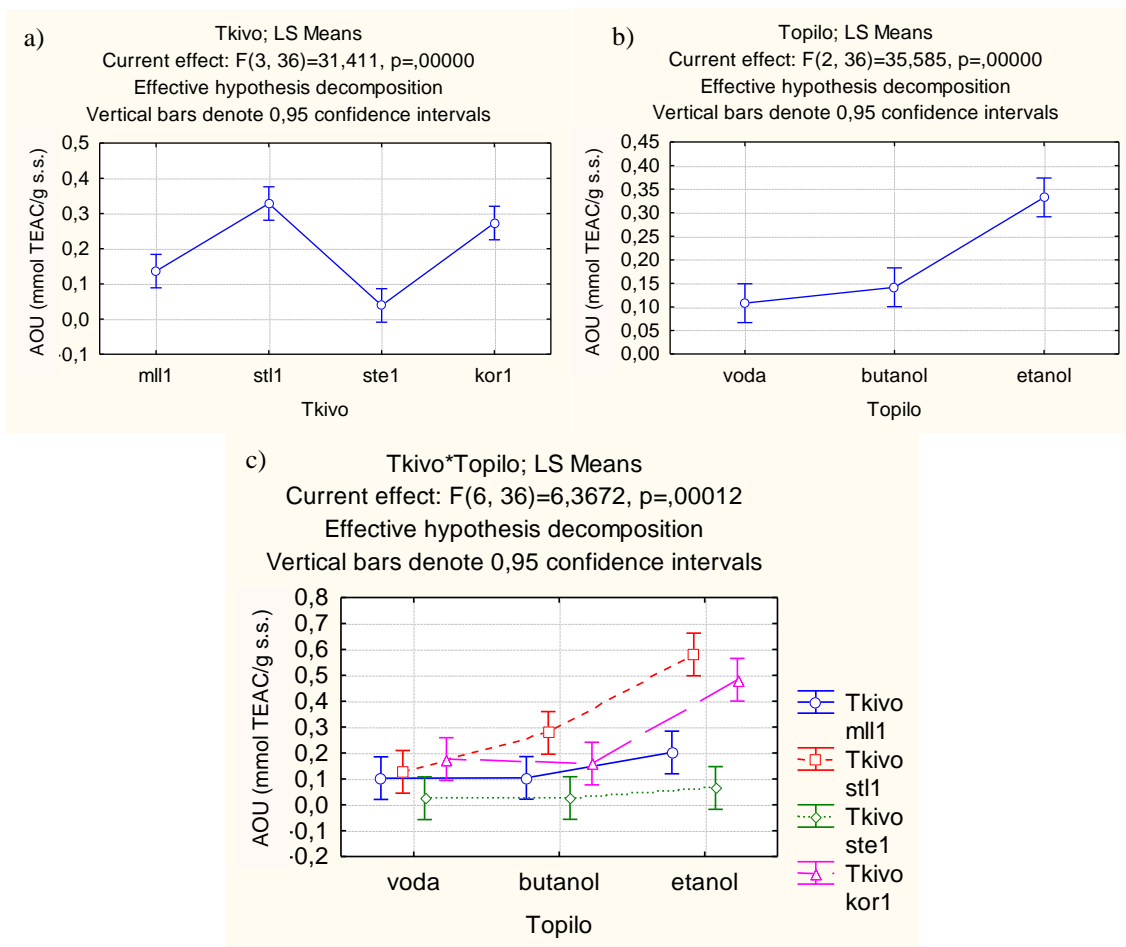 a)
Tkivo; LS Means
Current effect: F(3, 36)=31,411, p=,00000
Effective hypothesis decomposition
Vertical bars denote 0,95 confidence intervals
AOU (mmol TEAC/g s.s.)
0,5
0,4
0,3
0,2
0,1
0,0
-0,1
mll1 stl1 ste1 kor1
Tkivo
b)
Topilo; LS Means
Current effect: F(2, 36)=35,585, p=,00000
Effective hypothesis decomposition
Vertical bars denote 0,95 confidence intervals
AOU (mmol TEAC/g s.s.)
0,45
0,40
0,35
0,30
0,25
0,20
0,15
0,10
0,05
0,00
voda butanol etanol
Topilo
c)
Tkivo*Topilo; LS Means
Current effect: F(6, 36)=6,3672, p=,00012
Effective hypothesis decomposition
Vertical bars denote 0,95 confidence intervals
AOU (mmol TEAC/g s.s.)
0,8
0,7
0,6
0,5
0,4
0,3
0,2
0,1
0,0
-0,1
-0,2
voda butanol etanol
Topilo
Tkivo
mll1
Tkivo
stl1
Tkivo
ste1
Tkivo
kor1